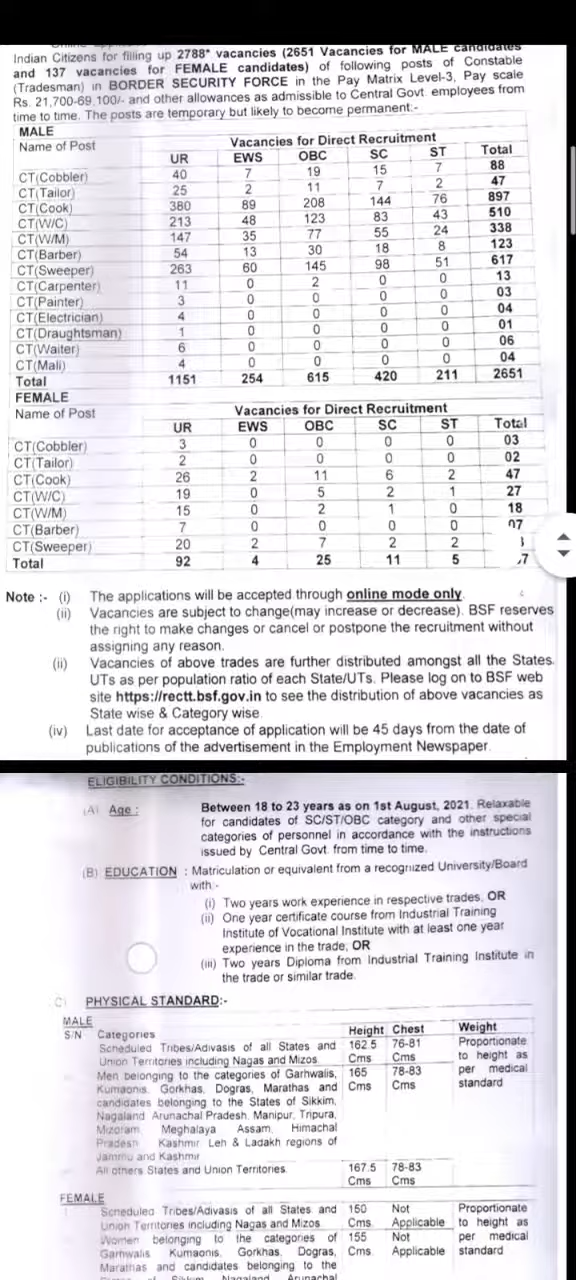 Indian Citizens for filling up 2788* vacancies (2651 Vacancies for MALE candidates
and 137 vacancies for FEMALE candidates) of following posts of Constable
(Tradesman) in BORDER SECURITY FORCE in the Pay Matrix Level-3, Pay scale
Rs. 21,700-69,100/- and other allowances as admissible to Central Govt. employees from
time to time. The posts are temporary but likely to become permanent:-
MALE
Name of Post Vacancies for Direct Recruitment
UR EWS OBC SC ST Total
CT(Cobbler) 40 7 19 15 7 88
CT(Tailor) 25 2 11 7 2 47
CT(Cook) 380 89 208 144 76 897
CT(W/C) 213 48 123 83 43 510
CT(W/M) 147 35 77 55 24 338
CT(Barber) 54 13 30 18 8 123
CT(Sweeper) 263 60 145 98 51 617
CT(Carpenter) 11 0 2 0 0 13
CT(Painter) 3 0 0 0 0 03
CT(Electrician) 4 0 0 0 0 04
CT(Draughtsman) 1 0 0 0 0 01
CT(Waiter) 6 0 0 0 0 06
CT(Mali) 4 0 0 0 0 04
Total 1151 254 615 420 211 2651
FEMALE
Name of Post Vacancies for Direct Recruitment
UR EWS OBC SC ST Total
CT(Cobbler) 3 0 0 0 0 03
CT(Tailor) 2 0 0 0 0 02
CT(Cook) 26 2 11 6 2 47
CT(W/C) 19 0 5 2 1 27
CT(W/M) 15 0 2 1 0 18
CT(Barber) 7 0 0 0 0 07
CT(Sweeper) 20 2 7 2 2
Total 92 4 25 11 5 7
Note :- (i) The applications will be accepted through online mode only.
(ii) Vacancies are subject to change(may increase or decrease). BSF reserves
the right to make changes or cancel or postpone the recruitment without
assigning any reason.
(ii) Vacancies of above trades are further distributed amongst all the States.
UTs as per population ratio of each State/UTs. Please log on to BSF web
site https://rectt.bsf.gov.in to see the distribution of above vacancies as
State wise & Category wise.
(iv) Last date for acceptance of application will be 45 days from the date of
publications of the advertisement in the Employment Newspaper.
ELIGIBILITY CONDITIONS:-
(A) Age : Between 18 to 23 years as on 1st August, 2021. Relaxable
for candidates of SC/ST/OBC category and other special
categories of personnel in accordance with the instructions
issued by Central Govt. from time to time.
(B) EDUCATION : Matriculation or equivalent from a recognized University/Board
with:-
(i) Two years work experience in respective trades, OR
(ii) One year certificate course from Industrial Training
Institute of Vocational Institute with at least one year
experience in the trade; OR
(iii) Two years Diploma from Industrial Training Institute in
the trade or similar trade.
C) PHYSICAL STANDARD:-
MALE
S/N Categories Height Chest Weight
Scheduled Tribes/Adivasis of all States and 162.5 76-81 Proportionate
Union Territories including Nagas and Mizos. Cms Cms to height as
Men belonging to the categories of Garhwalis, 165 78-83 per medical
Kumaonis, Gorkhas, Dogras, Marathas and Cms Cms standard
candidates belonging to the States of Sikkim,
Nagaland Arunachal Pradesh, Manipur, Tripura,
Mizoram, Meghalaya Assam, Himachal
Pradesh Kashmir Leh & Ladakh regions of
Jammu and Kashmir
All others States and Union Territories. 167.5 78-83
Cms Cms
FEMALE
Scheduled Tribes/Adivasis of all States and 150 Not Proportionate
Union Territories including Nagas and Mizos. Cms. Applicable to height as
Women belonging to the categories of 155 Not per medical
Garhwalis Kumaonis, Gorkhas, Dogras, Cms Applicable standard
Marathas and candidates belonging to the
Sikkim Nagaland Arunachal